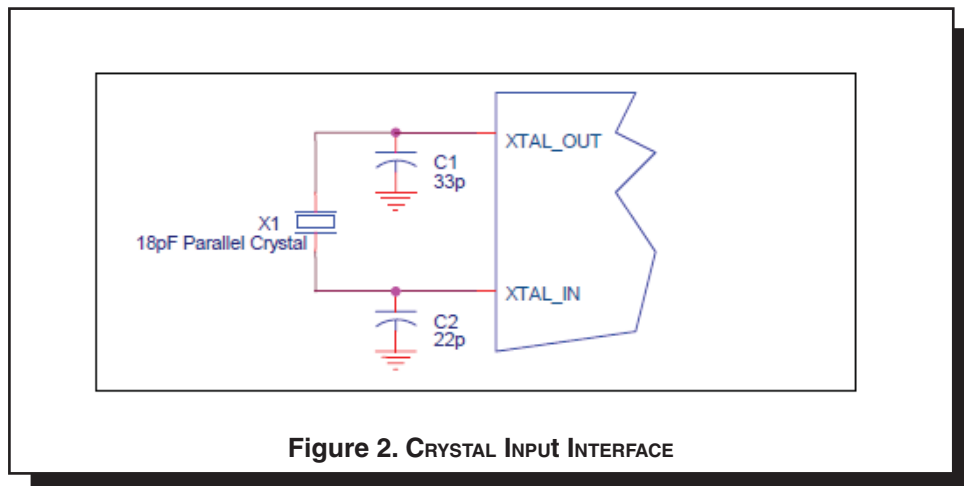 XTAL_OUT
C1
33p
X1
18pF Parallel Crystal
XTAL_IN
C2
22p
Figure 2. CRYSTAL INPUt INTERFACE